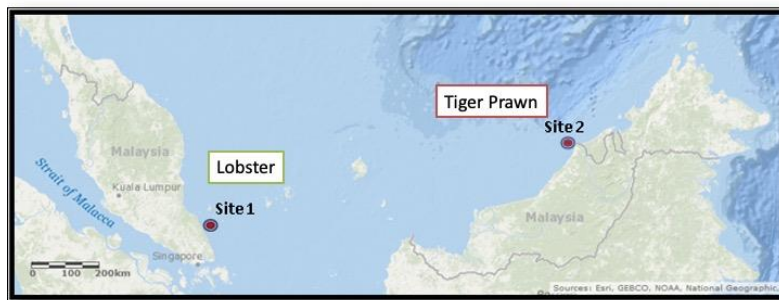 Tiger Prawn
Site 2
Malaysia
Lobster
Strait of Malacca
Kuala Lumpur
Site 1
Malaysia
Singapore
0 100 200km
Sources: Esri, GEBCO, NOAA, National Geographic,